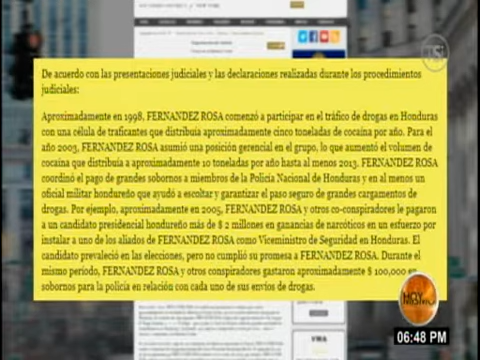 De acuerdo con las presentaciones judiciales y las declaraciones realizadas durante los procedimientos
judiciales:
Aproximadamente en 1998, FERNANDEZ ROSA comenzó a participar en el tráfico de drogas en Honduras
con una célula de traficantes que distribuía aproximadamente cinco toneladas de cocaína por año. Para el
año 2003, FERNANDEZ ROSA asumió una posición gerencial en el grupo, lo que aumentó el volumen de
cocaína que distribuía a aproximadamente 10 toneladas por año hasta al menos 2013. FERNANDEZ ROSA
coordinó el pago de grandes sobornos a miembros de la Policía Nacional de Honduras y en al menos un
oficial militar hondureño que ayudó a escoltar y garantizar el paso seguro de grandes cargamentos de
drogas. Por ejemplo, aproximadamente en 2005, FERNANDEZ ROSA y otros co-conspiradores le pagaron
a un candidato presidencial hondureño más de $ 2 millones en ganancias de narcóticos en un esfuerzo por
instalar a uno de los aliados de FERNANDEZ ROSA como Viceministro de Seguridad en Honduras. El
candidato prevaleció en las elecciones, pero no cumplió su promesa a FERNANDEZ ROSA. Durante el
mismo período, FERNANDEZ ROSA y otros conspiradores gastaron aproximadamente $ 100,000 en
sobornos para la policía en relación con cada uno de sus envíos de drogas.
HOY
MISMO
06:48 PM